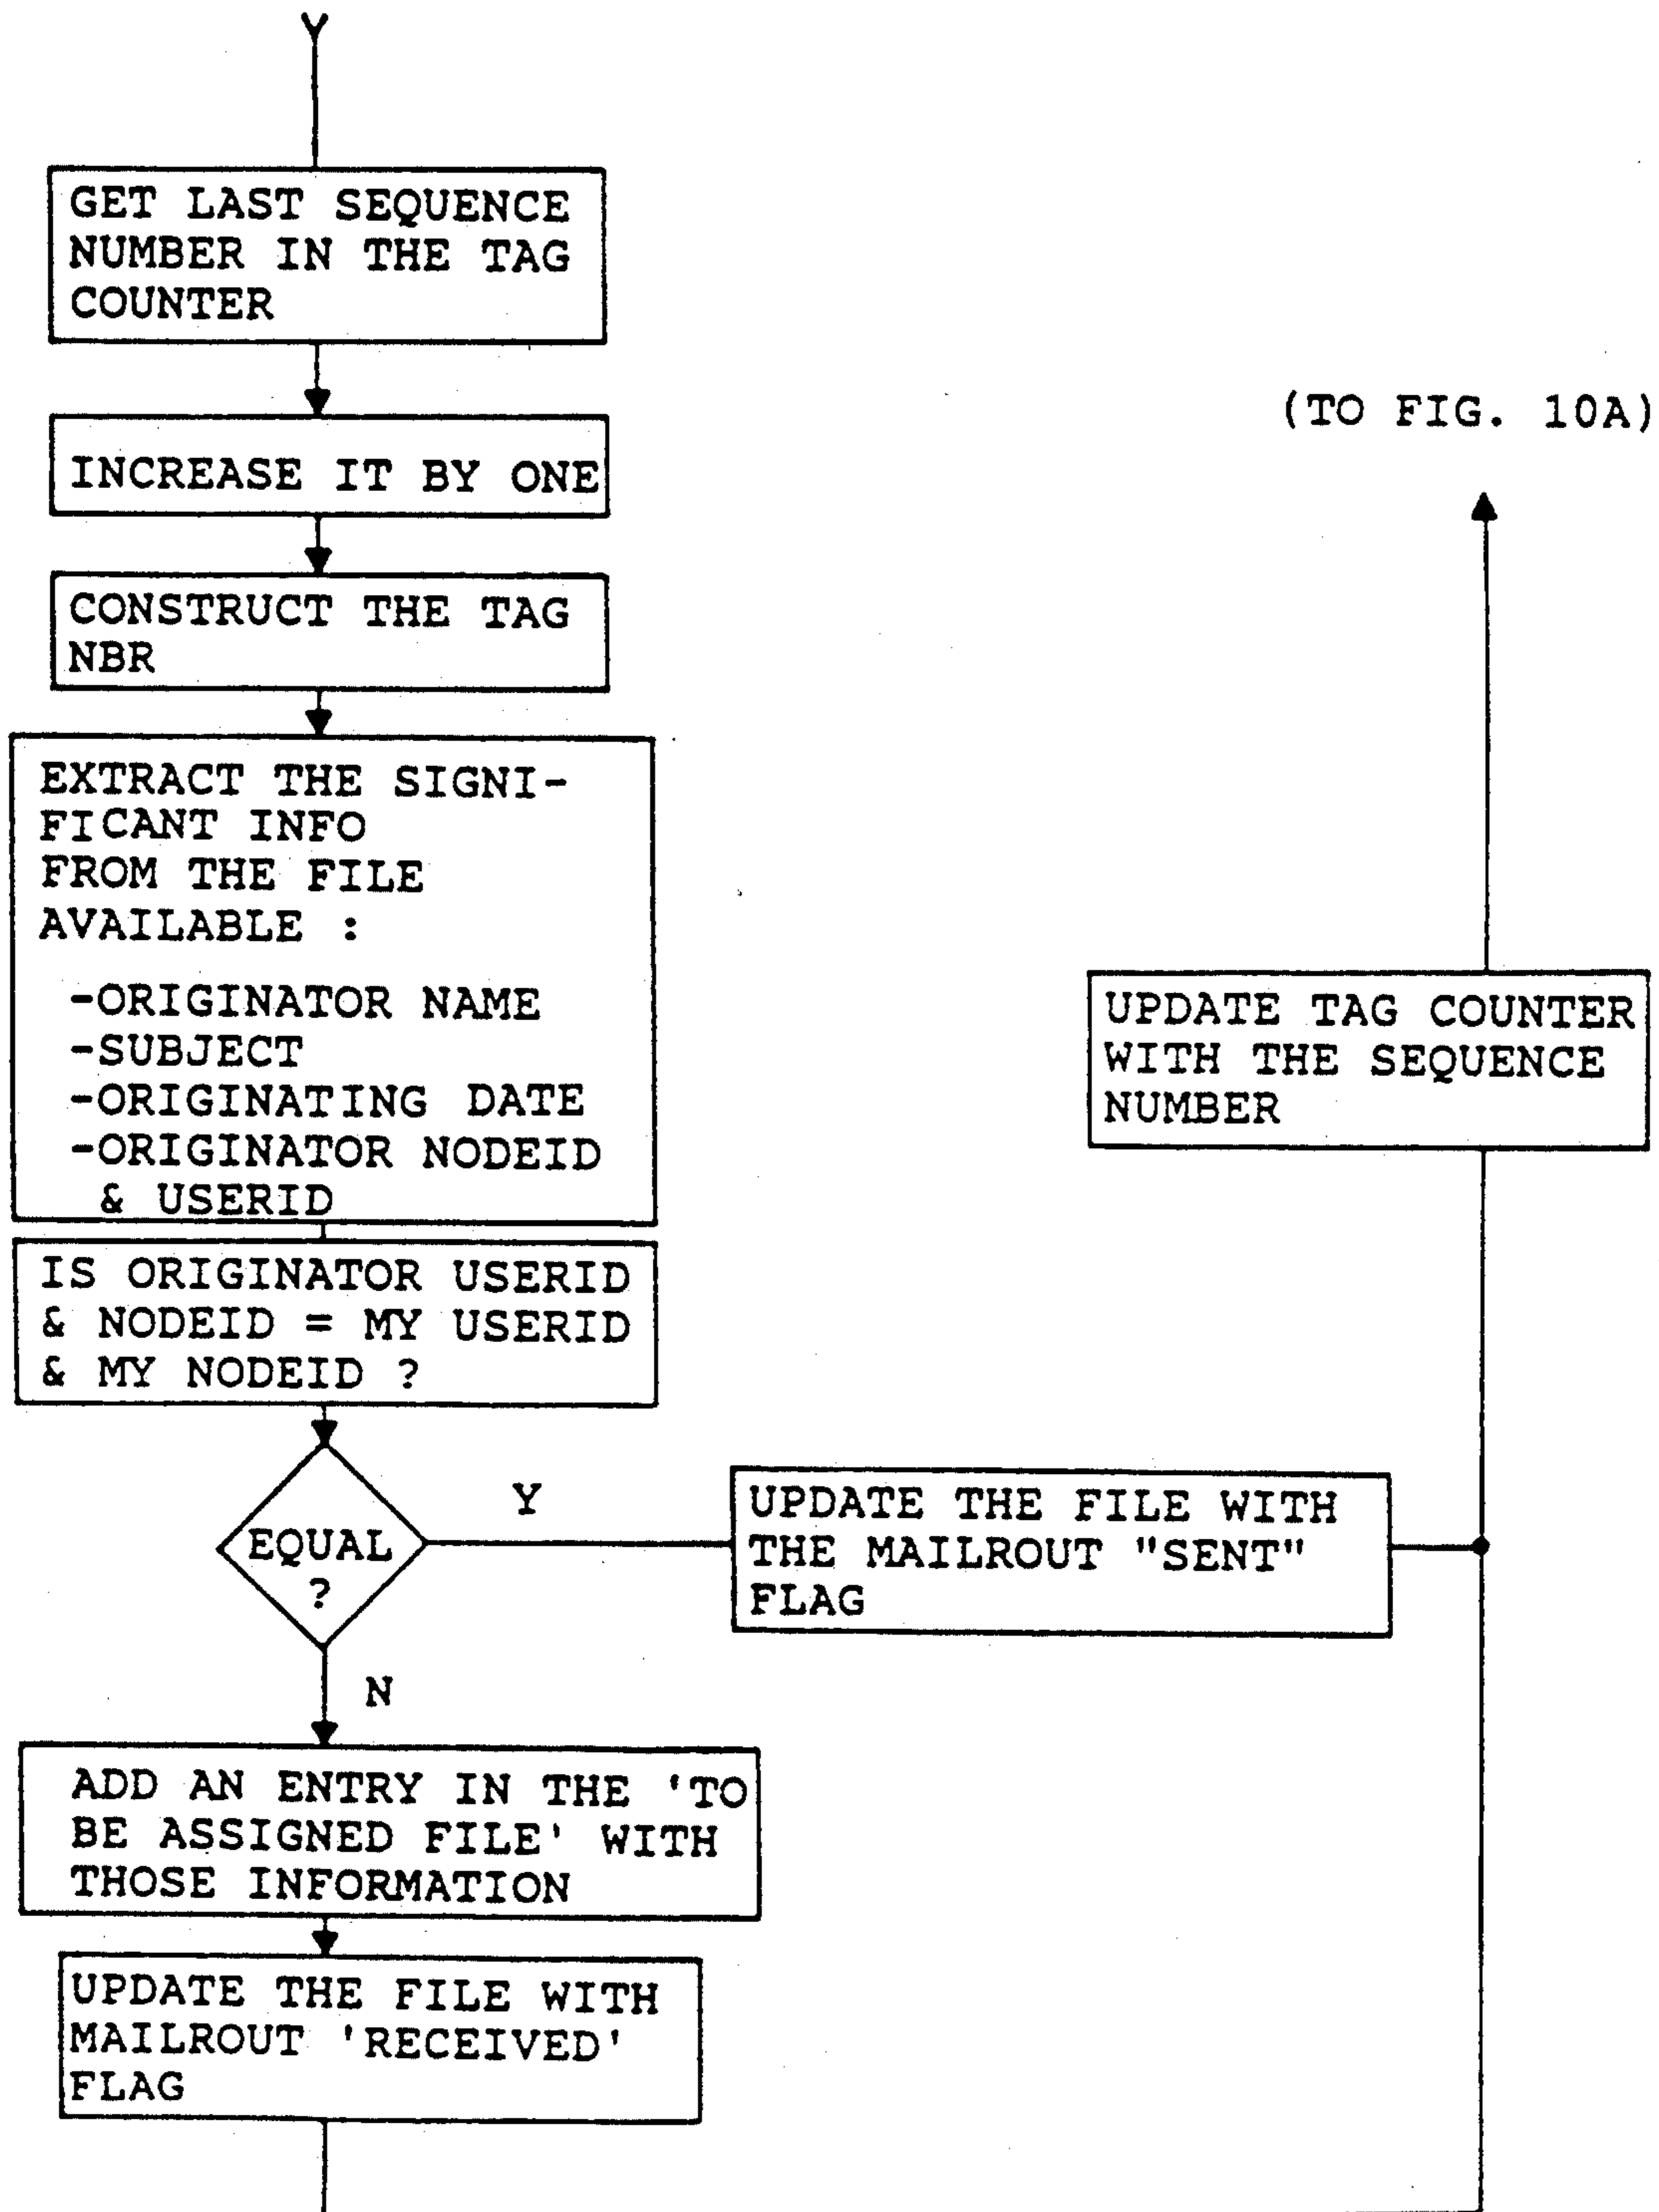 Y
GET LAST SEQUENCE
NUMBER IN THE TAG
COUNTER
INCREASE IT BY ONE
CONSTRUCT THE TAG
NBR
EXTRACT THE SIGNI-
FICANT INFO
FROM THE FILE
AVAILABLE :
-ORIGINATOR NAME
-SUBJECT
-ORIGINATING DATE
-ORIGINATOR NODEID
& USERID
IS ORIGINATOR USERID
& NODEID = MY USERID
& MY NODEID ?
EQUAL
?
Y
UPDATE THE FILE WITH
THE MAILROUT "SENT"
FLAG
N
ADD AN ENTRY IN THE 'TO
BE ASSIGNED FILE' WITH
THOSE INFORMATION
UPDATE THE FILE WITH
MAILROUT 'RECEIVED'
FLAG
UPDATE TAG COUNTER
WITH THE SEQUENCE
NUMBER
(TO FIG. 10A)